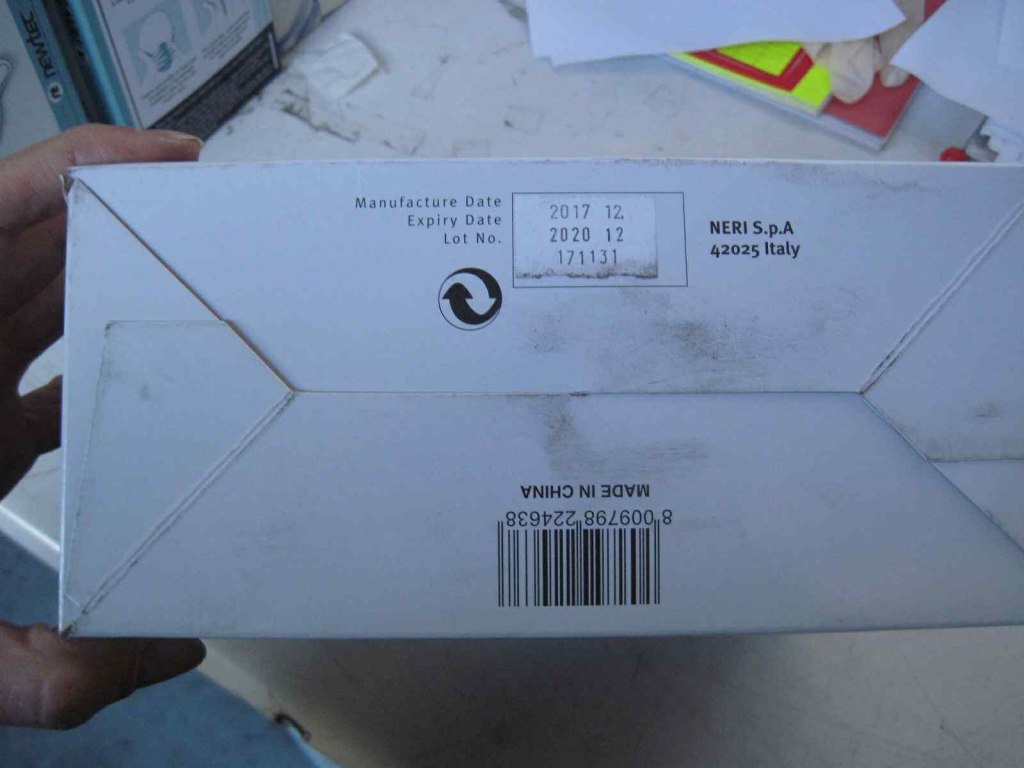 newtec
Manufacture Date
Expiry Date
Lot No.
2017 12.
2020 12
171131
NERI S.p.A
42025 Italy
MADE IN CHINA
8 009798 224638